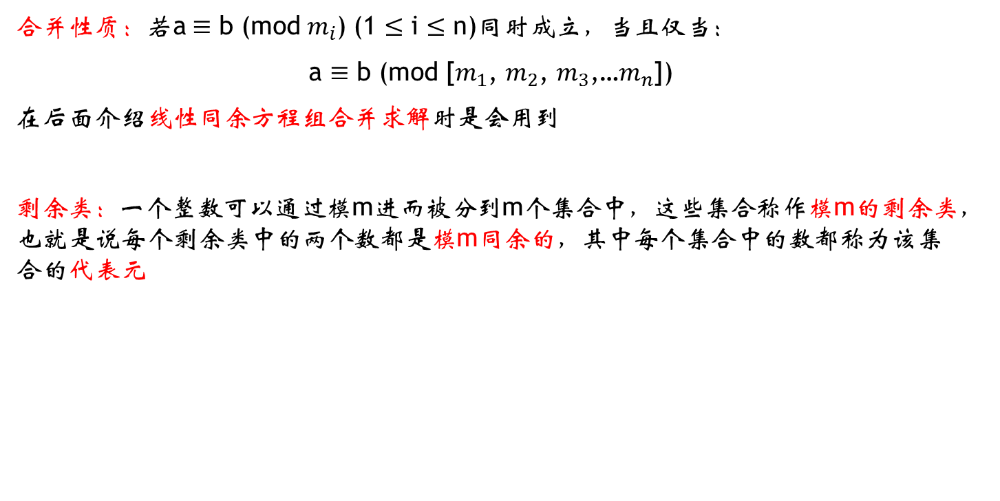 合并性质：若a ≡ b (mod m_i) (1 ≤ i ≤ n)同时成立，当且仅当：
a ≡ b (mod [m_1, m_2, m_3,...m_n])
在后面介绍线性同余方程组合并求解时是会用到
剩余类：一个整数可以通过模m进而被分到m个集合中，这些集合称作模m的剩余类，
也就是说每个剩余类中的两个数都是模m同余的，其中每个集合中的数都称为该集
合的代表元